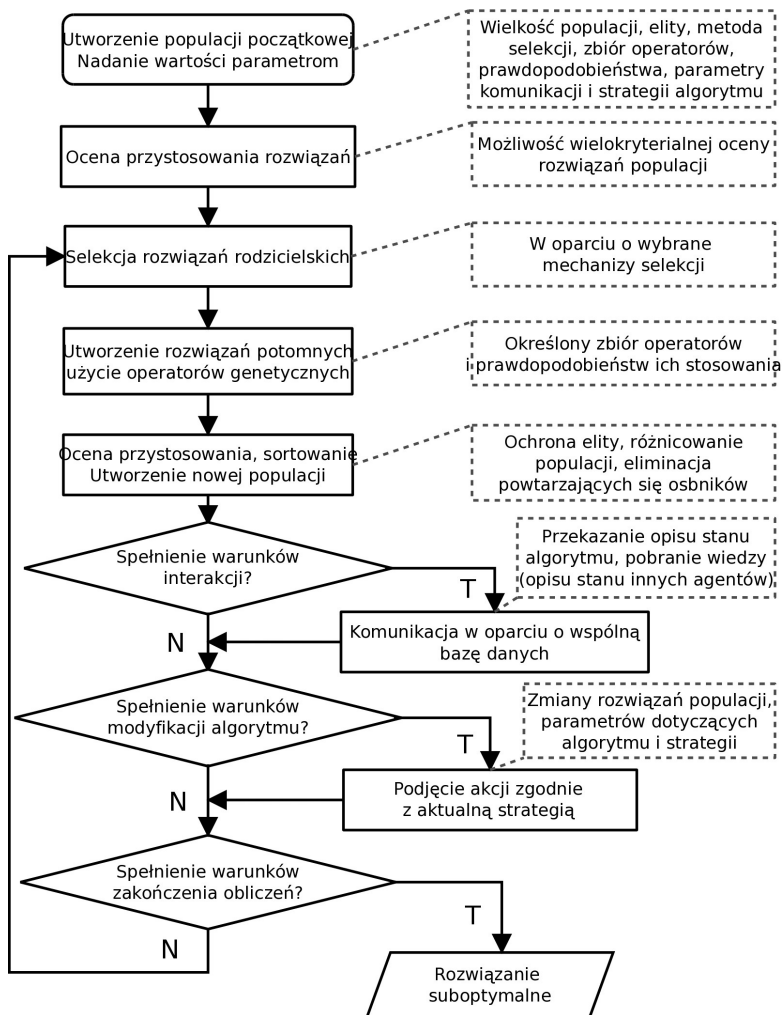 Utworzenie populacji początkowej
Nadanie wartości parametrom
Wielkość populacji, elity, metoda
selekcji, zbiór operatorów,
prawdopodobieństwa, parametry
komunikacji i strategii algorytmu
Ocena przystosowania rozwiązań
Możliwość wielokryterialnej oceny
rozwiązań populacji
Selekcja rozwiązań rodzicielskich
W oparciu o wybrane
mechanizy selekcji
Utworzenie rozwiązań potomnych
użycie operatorów genetycznych
Określony zbiór operatorów
i prawdopodobieństw ich stosowania
Ocena przystosowania, sortowanie
Utworzenie nowej populacji
Ochrona elity, różnicowanie
populacji, eliminacja
powtarzających się osbników
Spełnienie warunków
interakcji?
Przekazanie opisu stanu
algorytmu, pobranie wiedzy
(opisu stanu innych agentów)
T
N
Komunikacja w oparciu o wspólną
bazę danych
Spełnienie warunków
modyfikacji algorytmu?
Zmiany rozwiązań populacji,
parametrów dotyczących
algorytmu i strategii
T
N
Podjęcie akcji zgodnie
z aktualną strategią
Spełnienie warunków
zakończenia obliczeń?
T
N
Rozwiązanie
suboptymalne